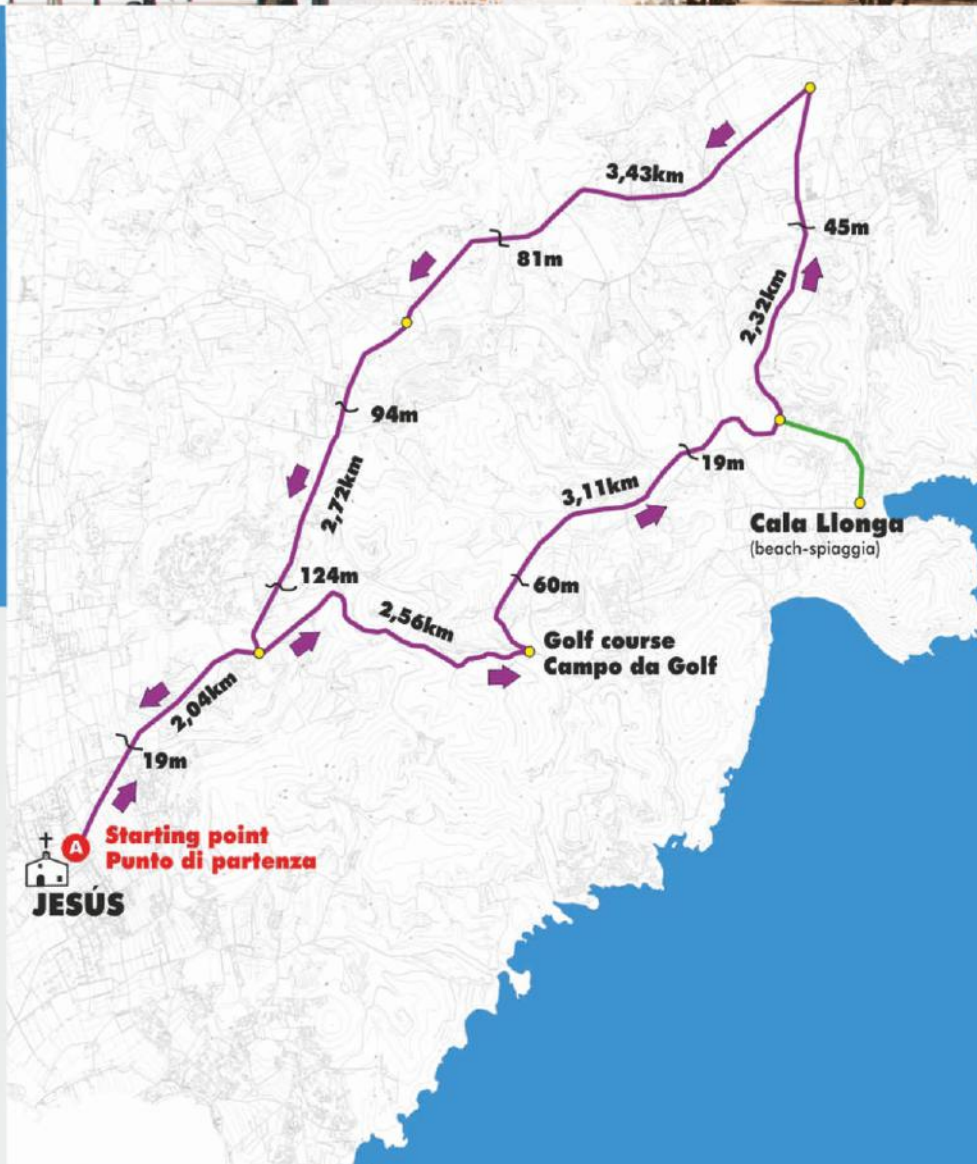 3,43km
45m
81m
2,32km
94m
2,72km
19m
3,11km
Cala Llonga
(beach-spiaggia)
124m
60m
2,56km
Golf course
Campo da Golf
2,04km
19m
A
Starting point
Punto di partenza
JESÚS